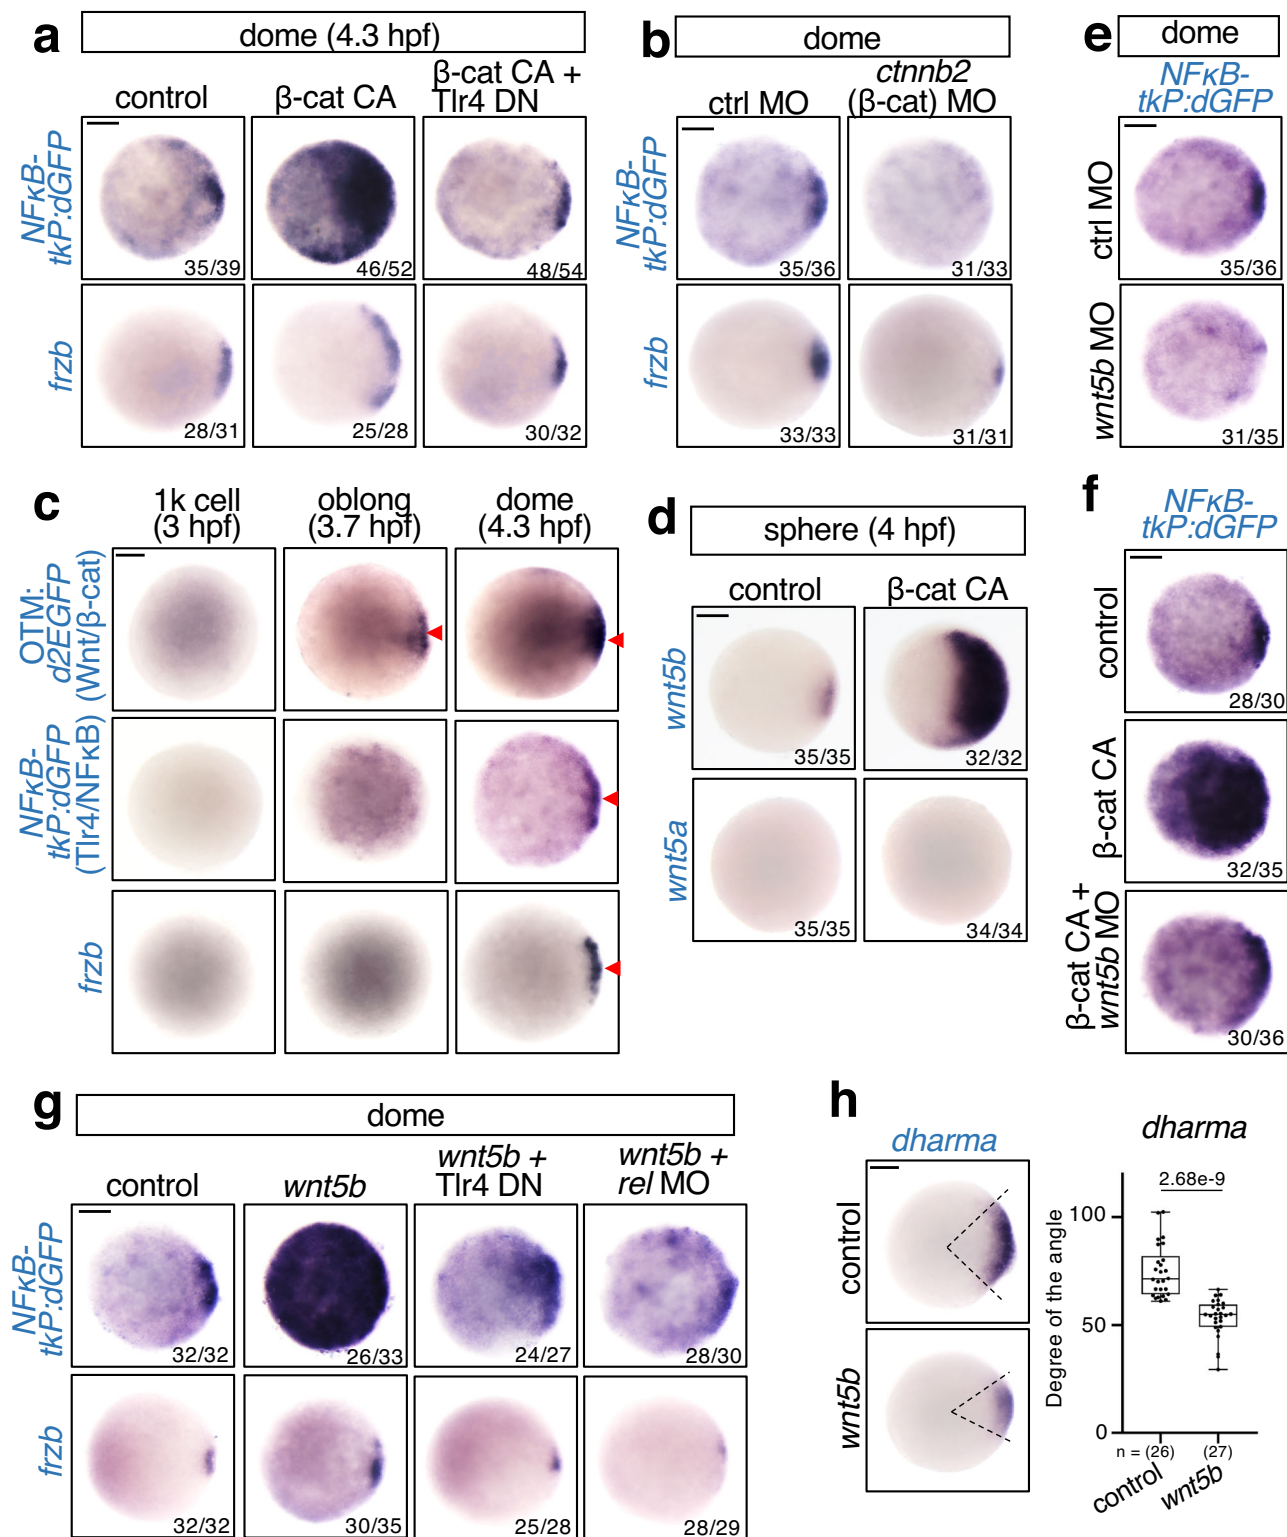 a
dome (4.3 hpf)
control
β-cat CA
β-cat CA +
Tlr4 DN
NFκB-
tkP:dGFP
35/39
46/52
48/54
frzb
28/31
25/28
30/32
b
dome
ctrl MO
ctnnb2
(β-cat) MO
NFκB-
tkP:dGFP
35/36
31/33
frzb
33/33
31/31
e
dome
NFκB-
tkP:dGFP
ctrl MO
35/36
wnt5b MO
31/35
c
1k cell
(3 hpf)
oblong
(3.7 hpf)
dome
(4.3 hpf)
OTM:
d2EGFP
(Wnt/β-cat)
NFκB-
tkP:dGFP
(Tlr4/NFκB)
frzb
d
sphere (4 hpf)
control
β-cat CA
wnt5b
35/35
32/32
wnt5a
35/35
34/34
f
NFκB-
tkP:dGFP
control
28/30
β-cat CA
32/35
β-cat CA +
wnt5b MO
30/36
g
dome
control
wnt5b
wnt5b +
Tlr4 DN
wnt5b +
rel MO
NFκB-
tkP:dGFP
32/32
26/33
24/27
28/30
frzb
32/32
30/35
25/28
28/29
h
dharma
control
wnt5b
dharma
2.68e-9
Degree of the angle
100
50
0
n = (26)
(27)
control
wnt5b